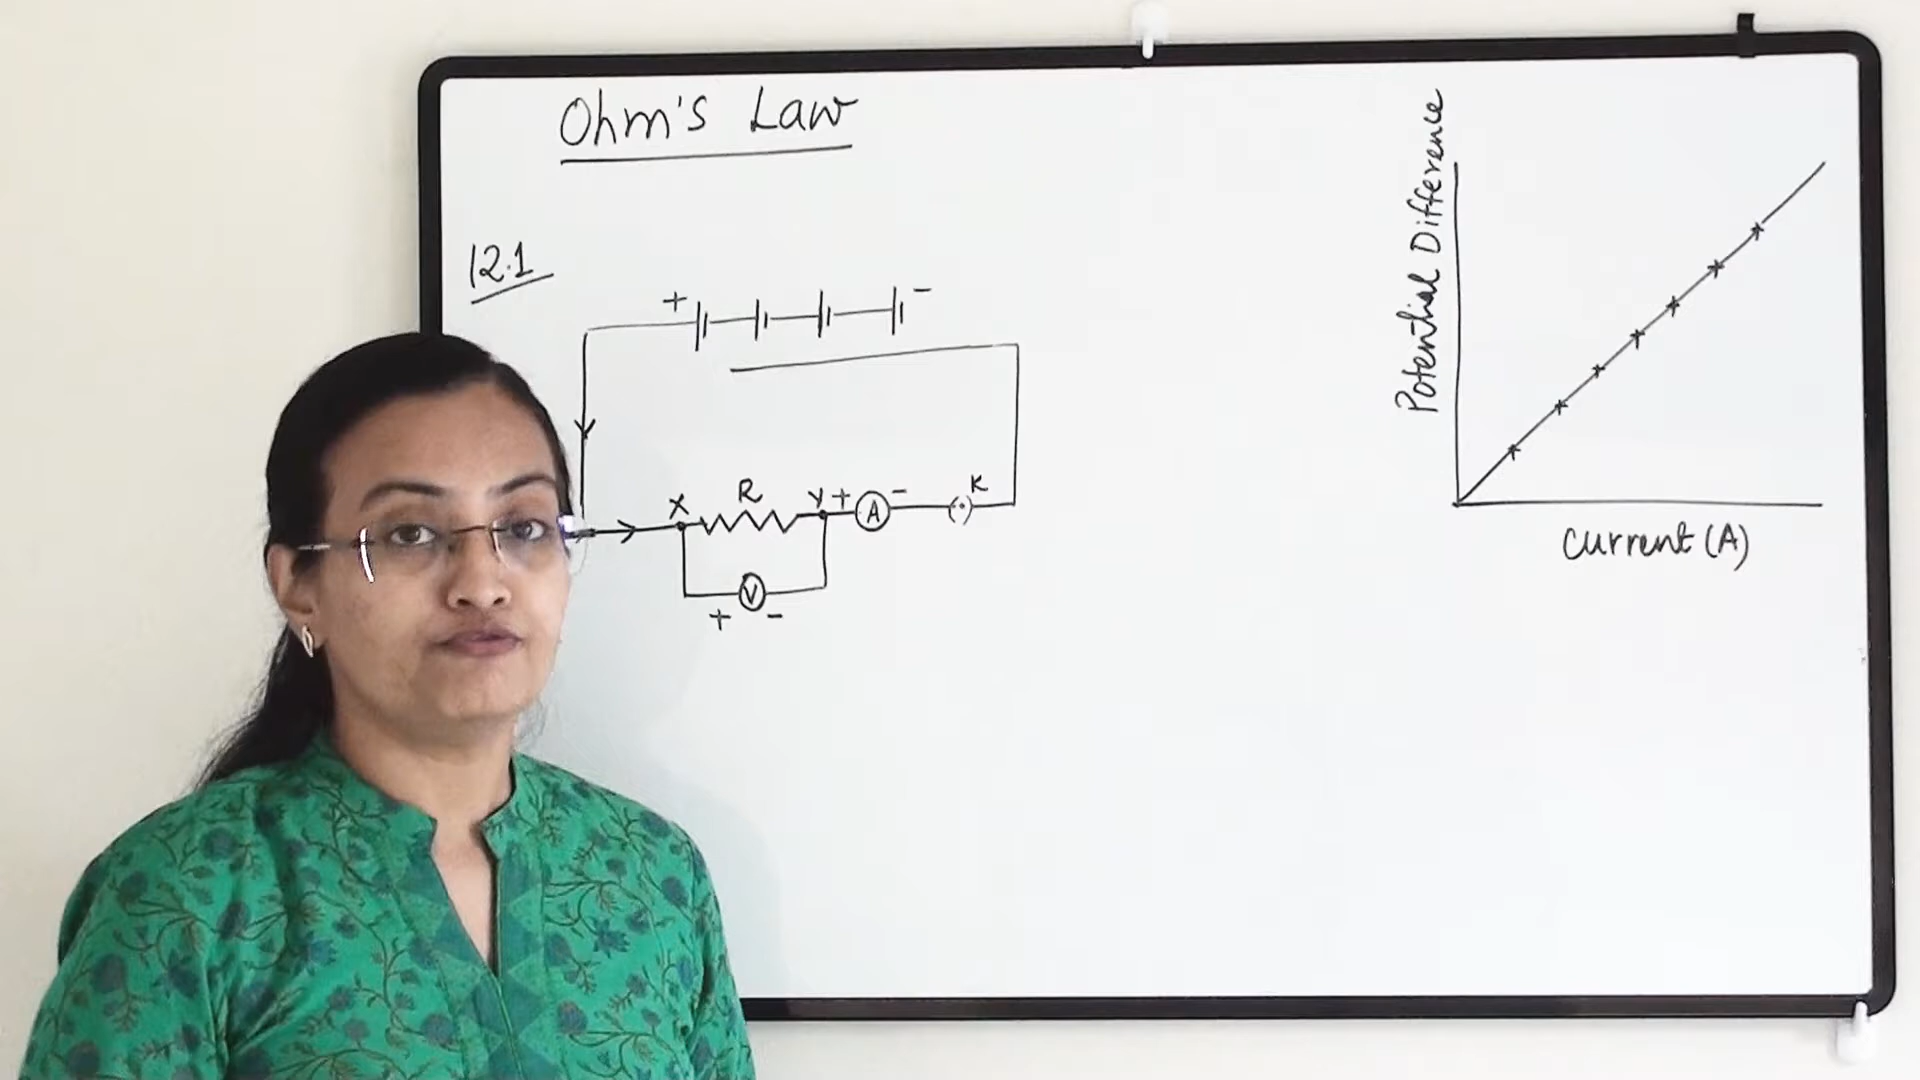 Ohm's Law
12.1
+ -
X R Y + A - K
+ V -
Potential Difference
Current (A)